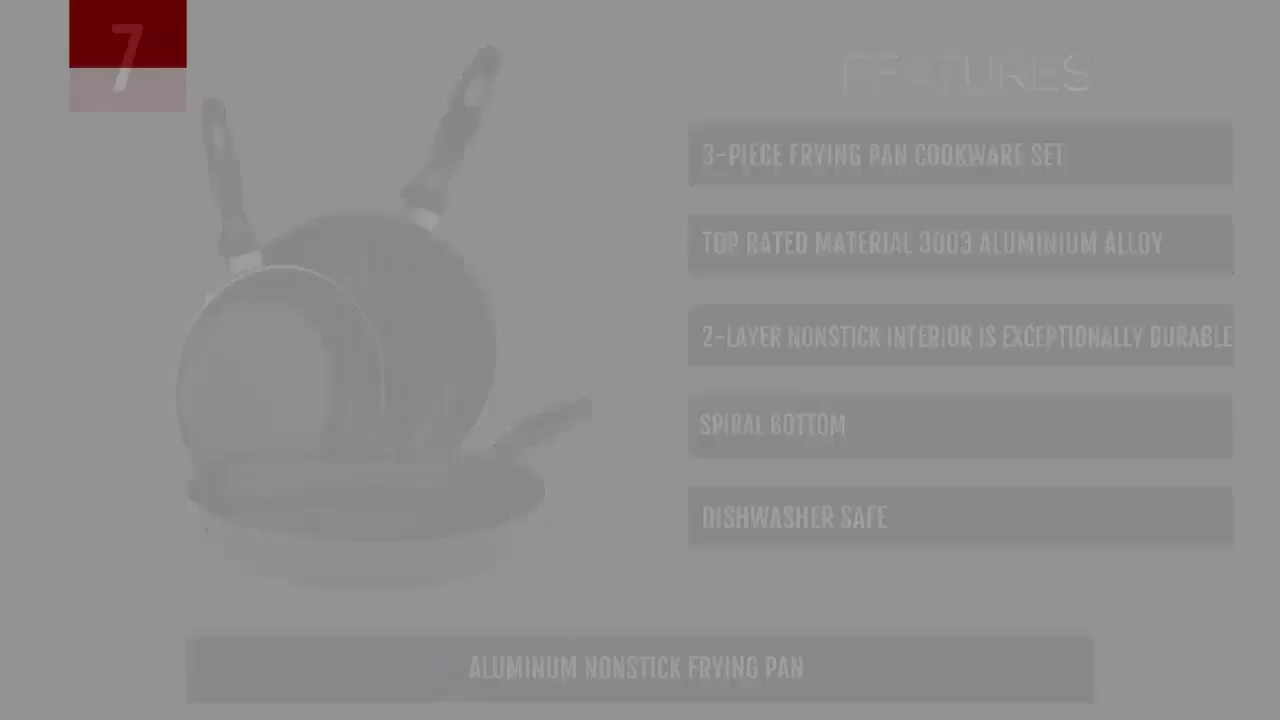 7
FEATURES
3-PIECE FRYING PAN COOKWARE SET
TOP RATED MATERIAL 3003 ALUMINIUM ALLOY
2-LAYER NONSTICK INTERIOR IS EXCEPTIONALLY DURABLE
SPIRAL BOTTOM
DISHWASHER SAFE
ALUMINUM NONSTICK FRYING PAN